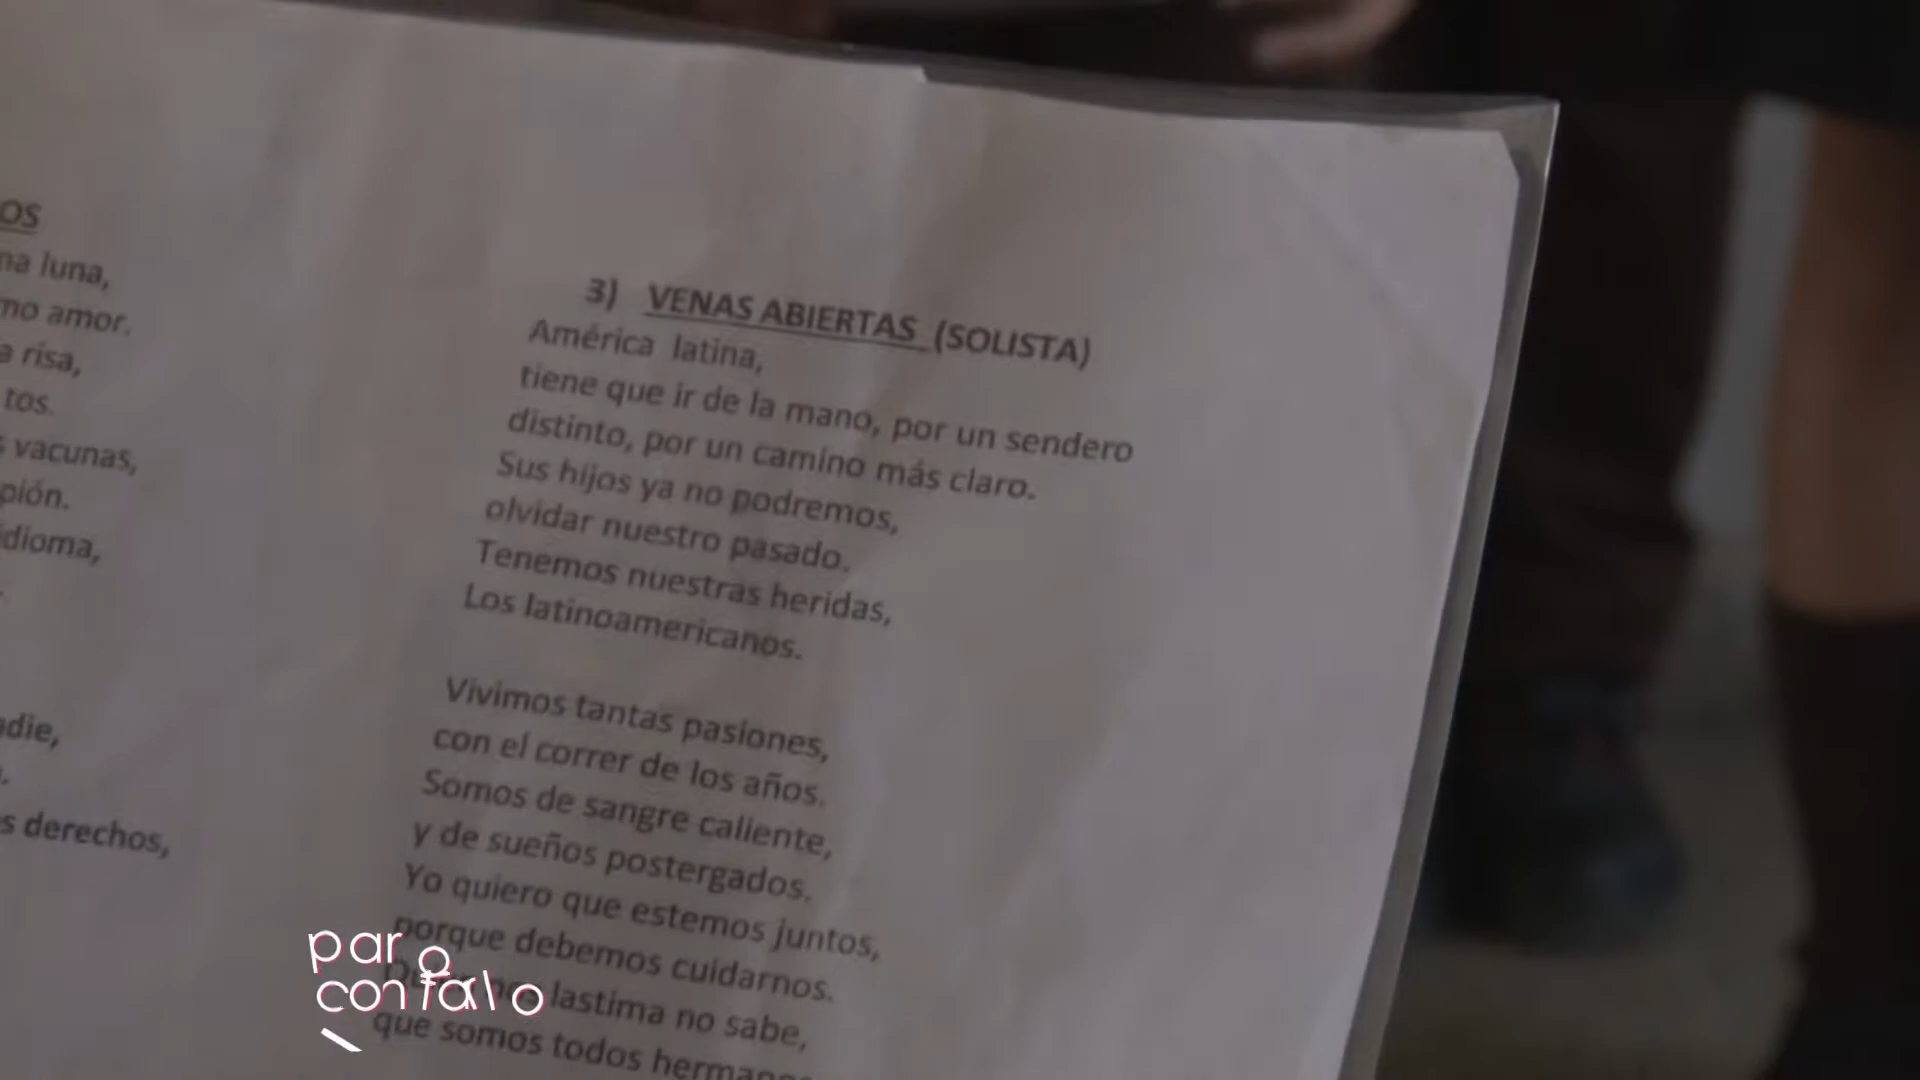 OS
na luna,
mo amor.
a risa,
tos.
s vacunas,
pión.
idioma,
adie,
s derechos,
3) VENAS ABIERTAS (SOLISTA)
América latina,
tiene que ir de la mano, por un sendero
distinto, por un camino más claro.
Sus hijos ya no podremos,
olvidar nuestro pasado.
Tenemos nuestras heridas,
Los latinoamericanos.
Vivimos tantas pasiones,
con el correr de los años.
Somos de sangre caliente,
y de sueños postergados.
Yo quiero que estemos juntos,
porque debemos cuidarnos.
lastima no sabe,
que somos todos hermanos
para
contalo